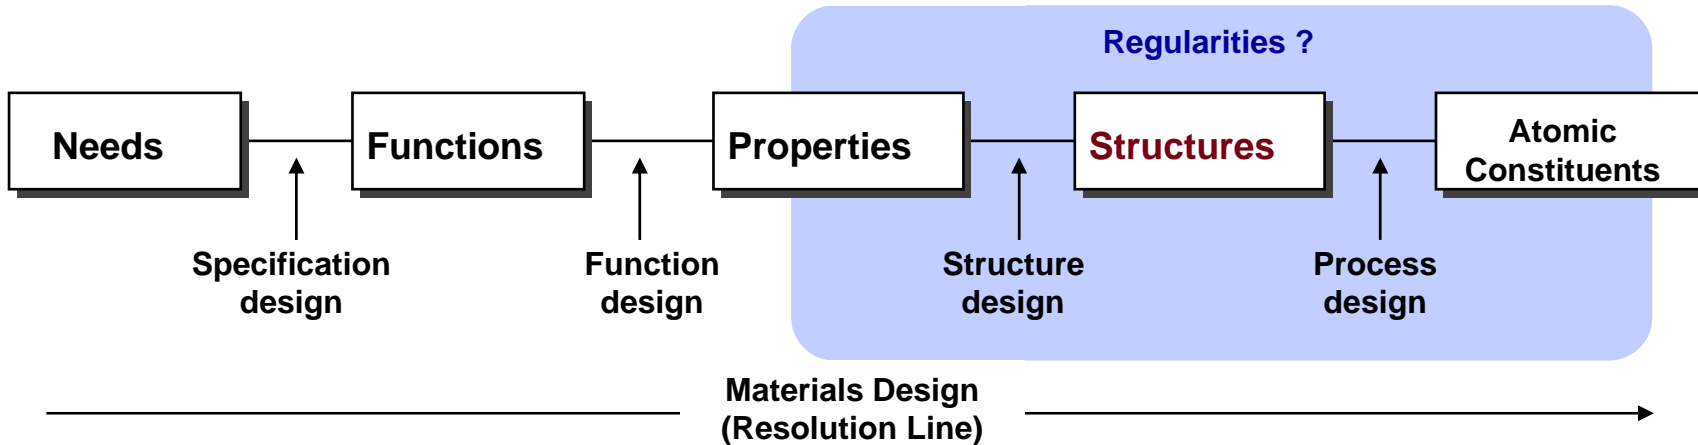 Regularities ?
Needs
Functions
Properties
Structures
Atomic
Constituents
Specification
design
Function
design
Structure
design
Process
design
Materials Design
(Resolution Line)